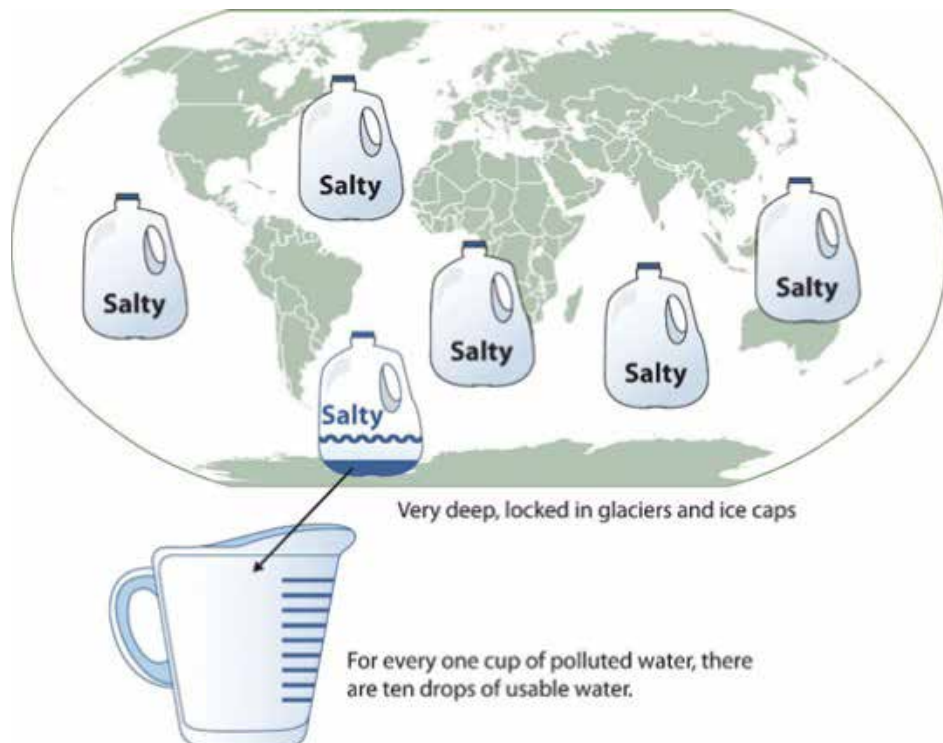 Salty
Salty
Salty
Salty
Salty
Salty
Very deep, locked in glaciers and ice caps
For every one cup of polluted water, there
are ten drops of usable water.